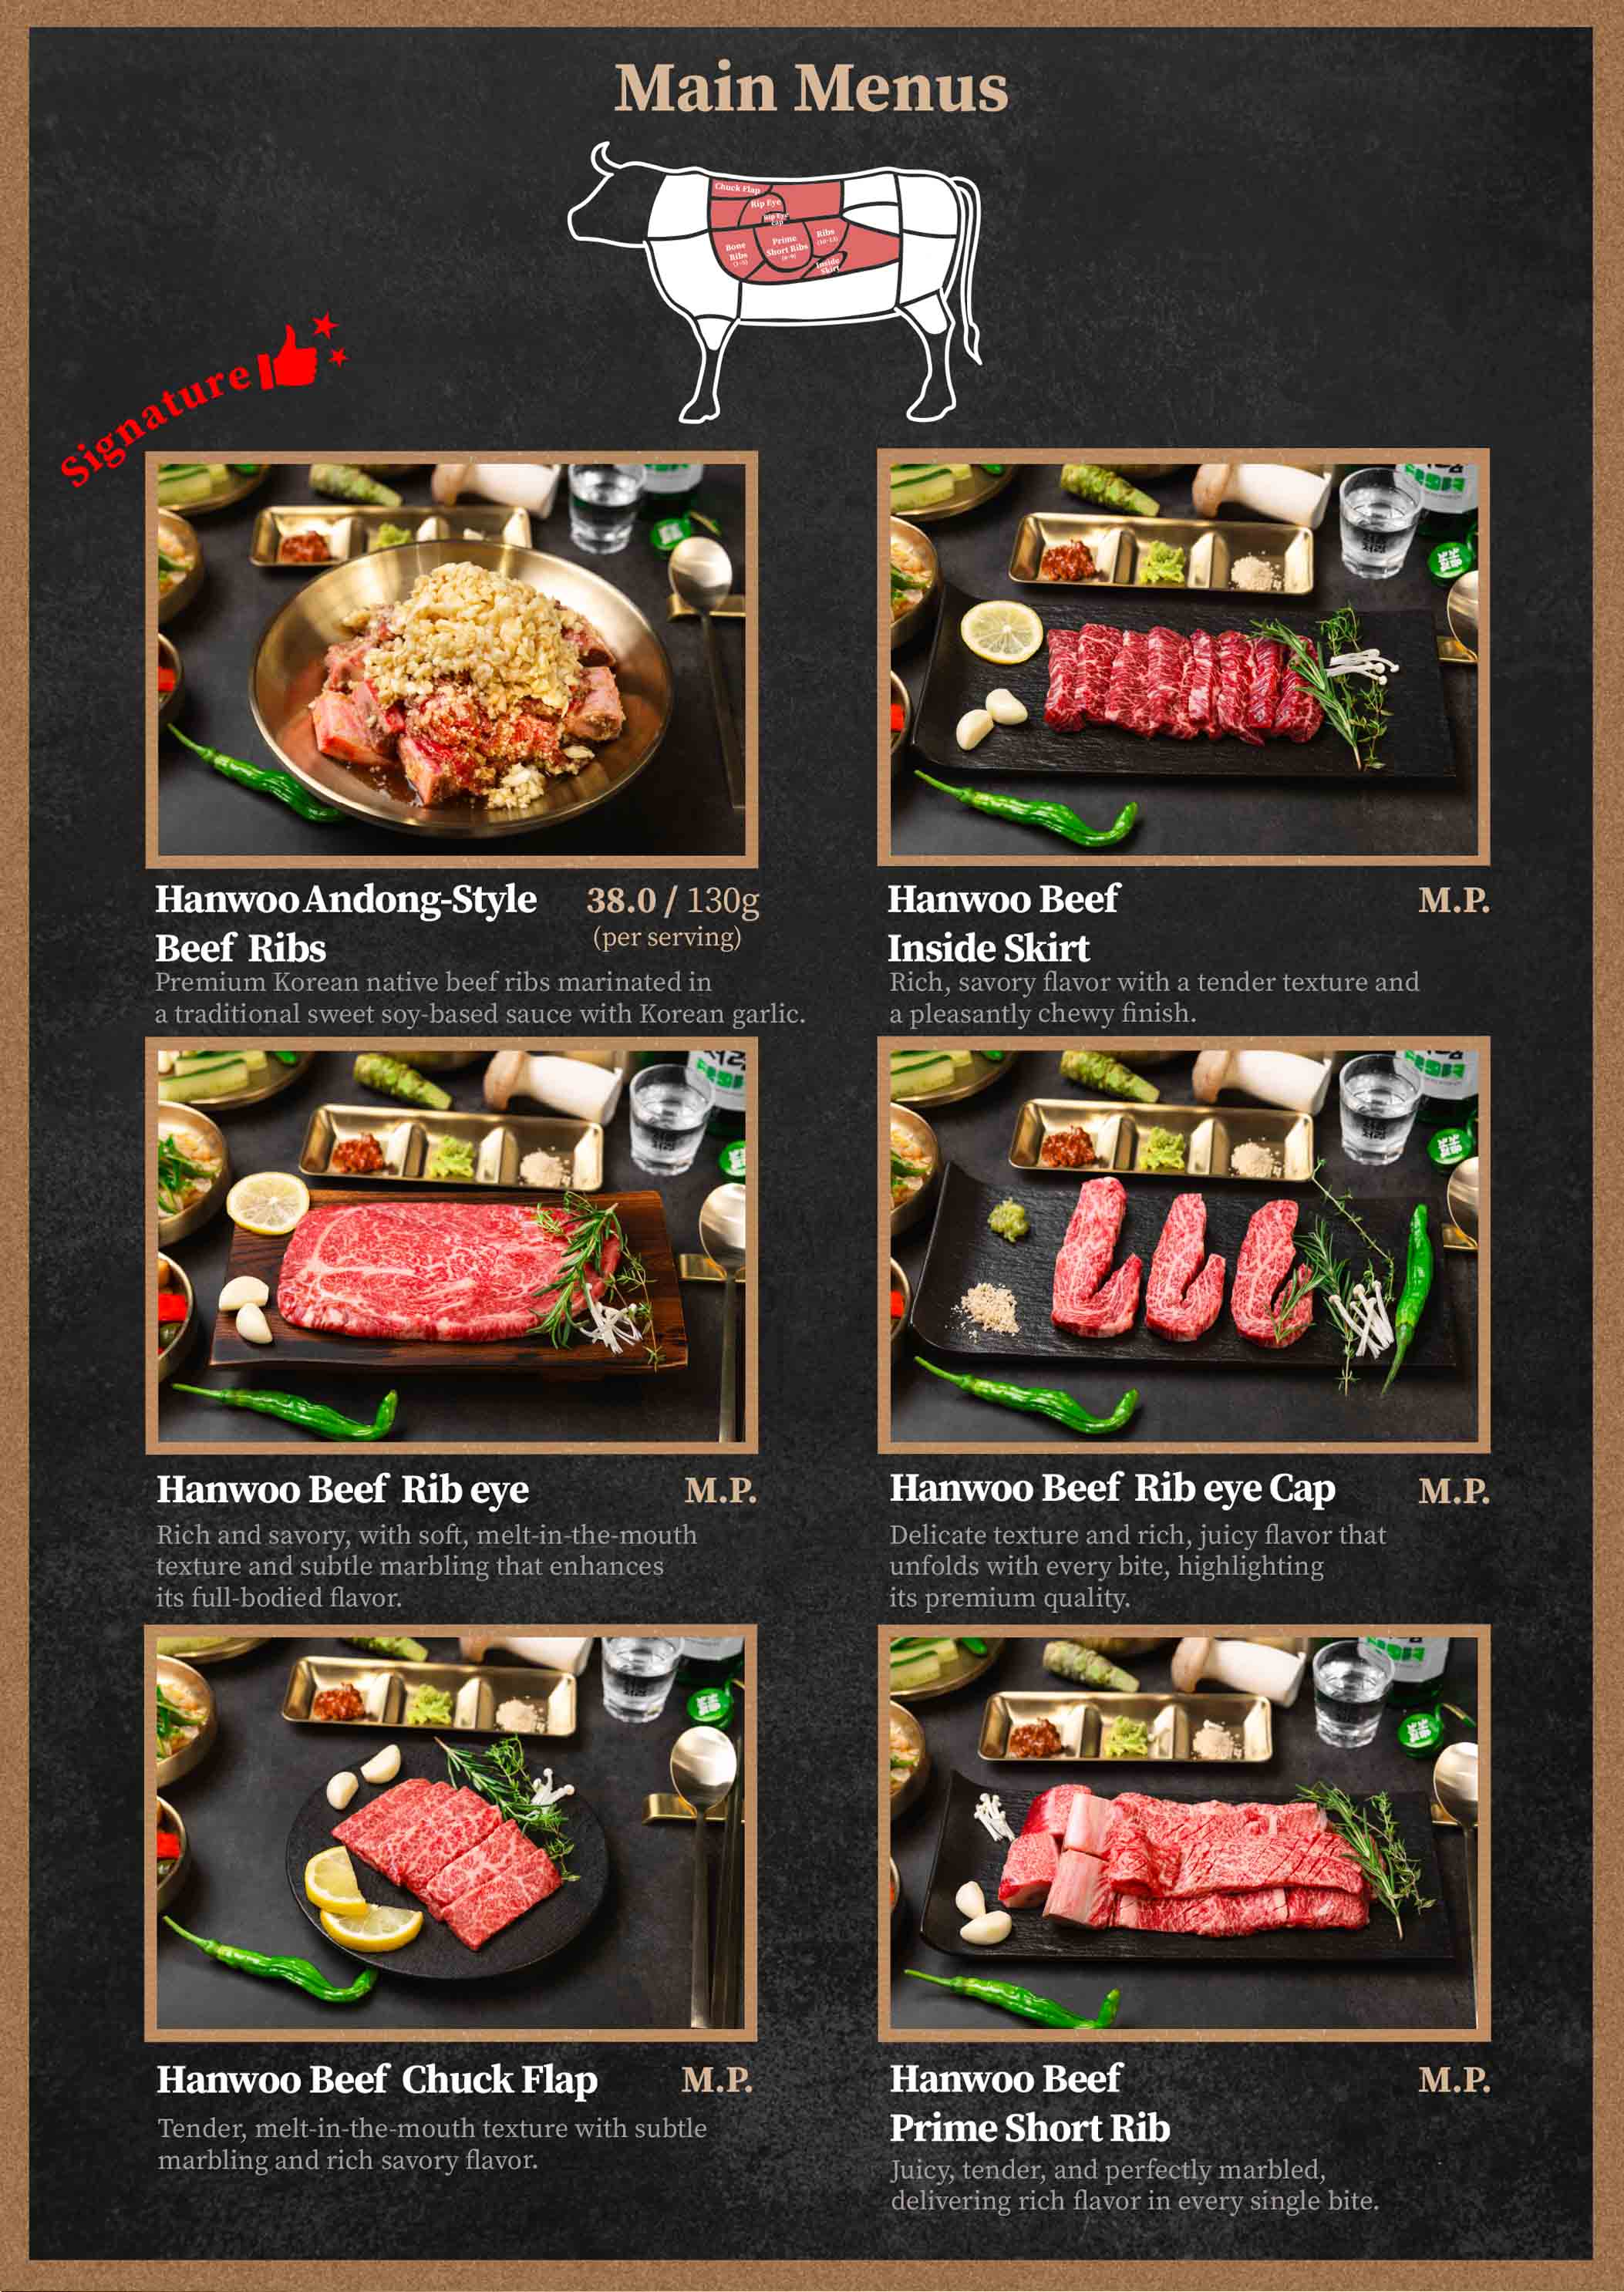 Main Menus
Chuck Flap
Rip Eye
Rip Eye
Cap
Bone
Ribs
(1~5)
Prime
Short Ribs
(6~9)
Ribs
(10~13)
Inside
Skirt
Signature
Hanwoo Andong-Style 38.0 / 130g
Beef Ribs (per serving)
Premium Korean native beef ribs marinated in
a traditional sweet soy-based sauce with Korean garlic.
Hanwoo Beef M.P.
Inside Skirt
Rich, savory flavor with a tender texture and
a pleasantly chewy finish.
Hanwoo Beef Rib eye M.P.
Rich and savory, with soft, melt-in-the-mouth
texture and subtle marbling that enhances
its full-bodied flavor.
Hanwoo Beef Rib eye Cap M.P.
Delicate texture and rich, juicy flavor that
unfolds with every bite, highlighting
its premium quality.
Hanwoo Beef Chuck Flap M.P.
Tender, melt-in-the-mouth texture with subtle
marbling and rich savory flavor.
Hanwoo Beef M.P.
Prime Short Rib
Juicy, tender, and perfectly marbled,
delivering rich flavor in every single bite.